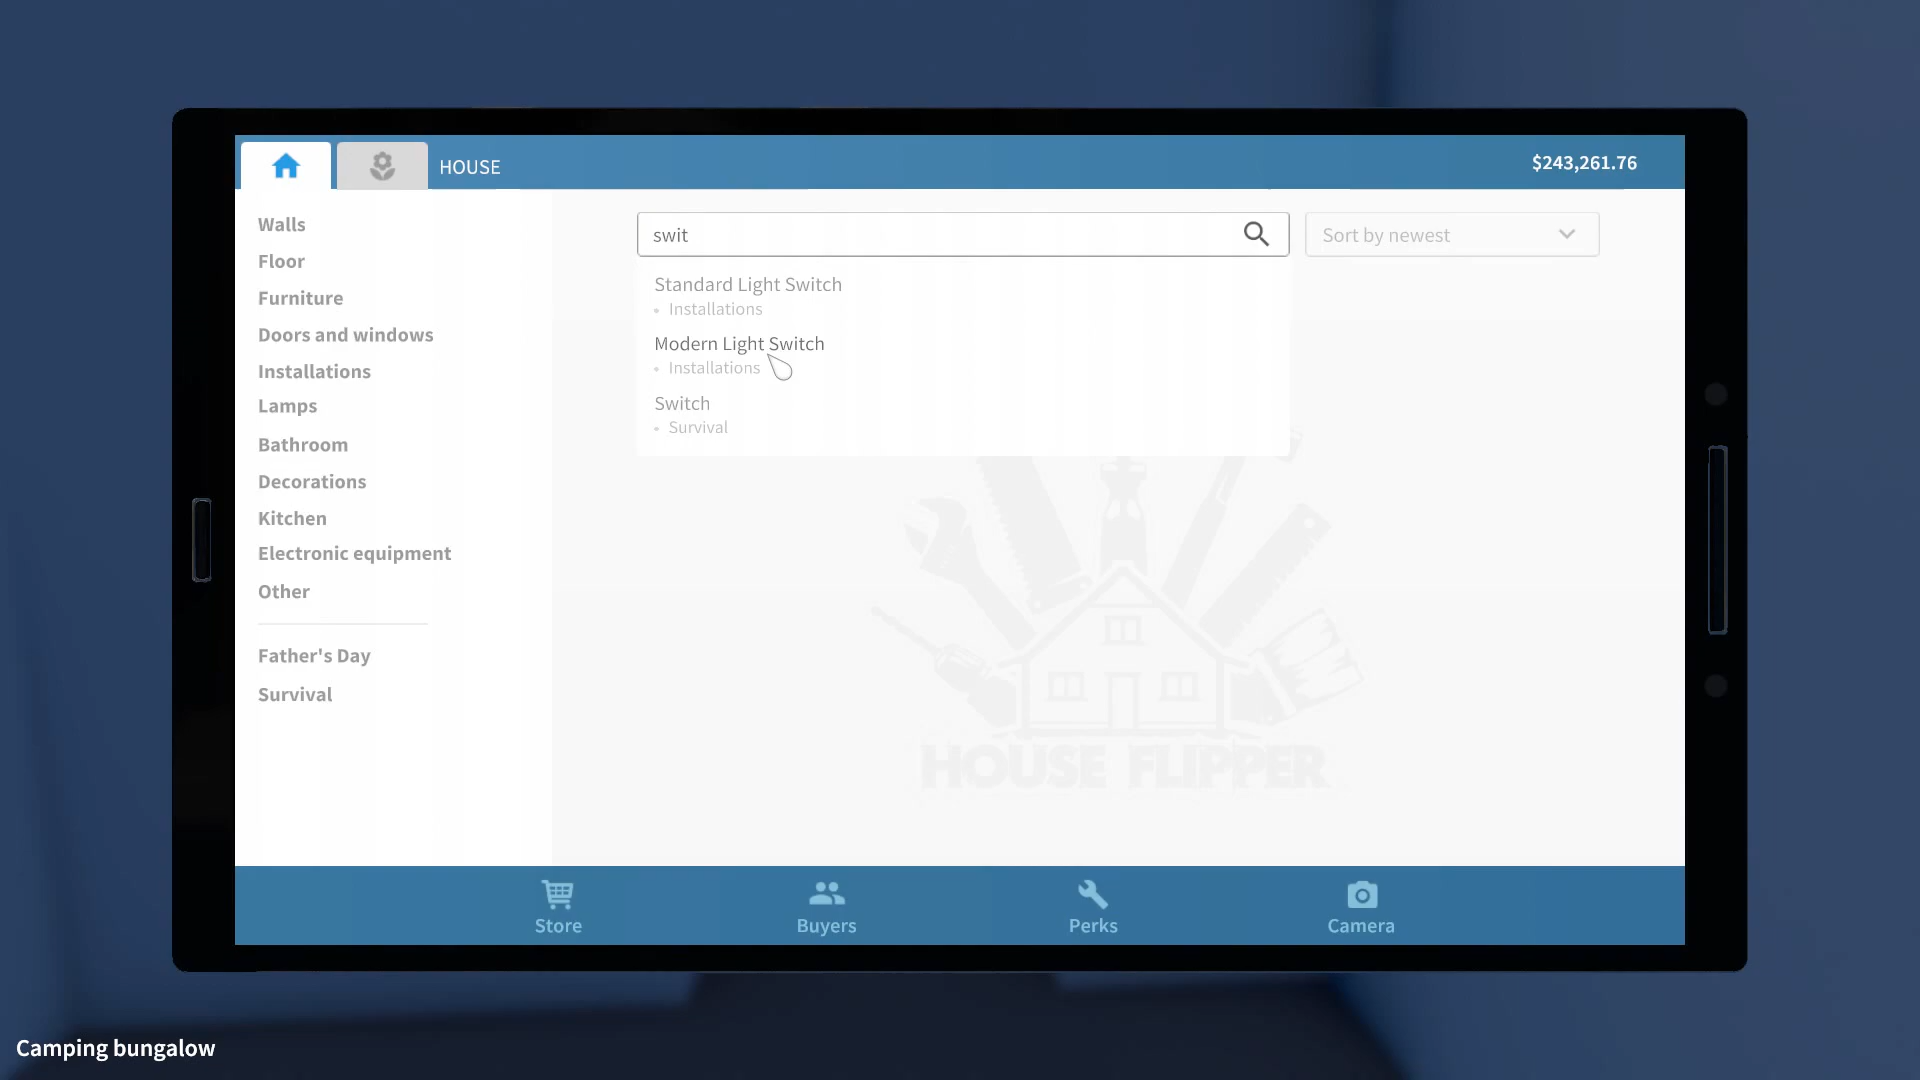 HOUSE
$243,261.76
Walls
Floor
Furniture
Doors and windows
Installations
Lamps
Bathroom
Decorations
Kitchen
Electronic equipment
Other
Father's Day
Survival
swit
Sort by newest
Standard Light Switch
• Installations
Modern Light Switch
• Installations
Switch
• Survival
HOUSE FLIPPER
Store
Buyers
Perks
Camera
Camping bungalow